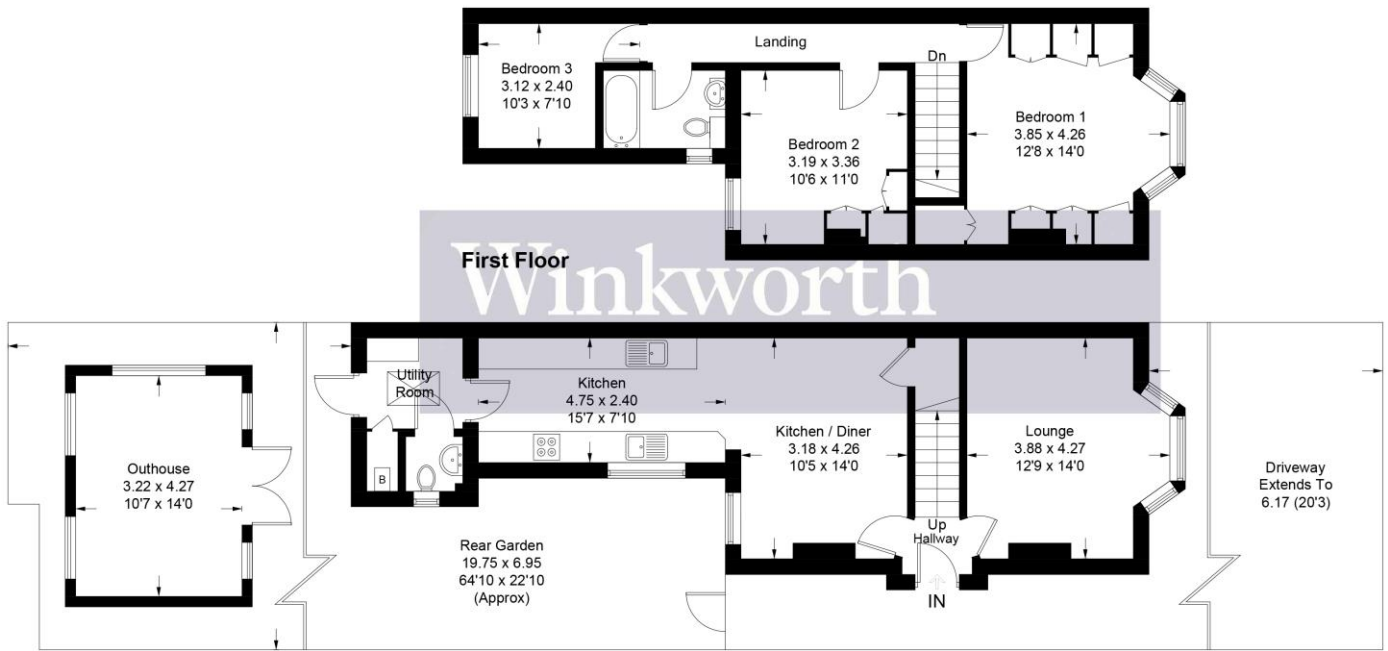 Landing
Dn
Bedroom 3
3.12 x 2.40
10'3 x 7'10
Bedroom 1
3.85 x 4.26
12'8 x 14'0
Bedroom 2
3.19 x 3.36
10'6 x 11'0
First Floor
Winkworth
Utility
Room
Kitchen
4.75 x 2.40
15'7 x 7'10
Kitchen / Diner
3.18 x 4.26
10'5 x 14'0
Lounge
3.88 x 4.27
12'9 x 14'0
Outhouse
3.22 x 4.27
10'7 x 14'0
B
Driveway
Extends To
6.17 (20'3)
Up
Hallway
Rear Garden
19.75 x 6.95
64'10 x 22'10
(Approx)
IN